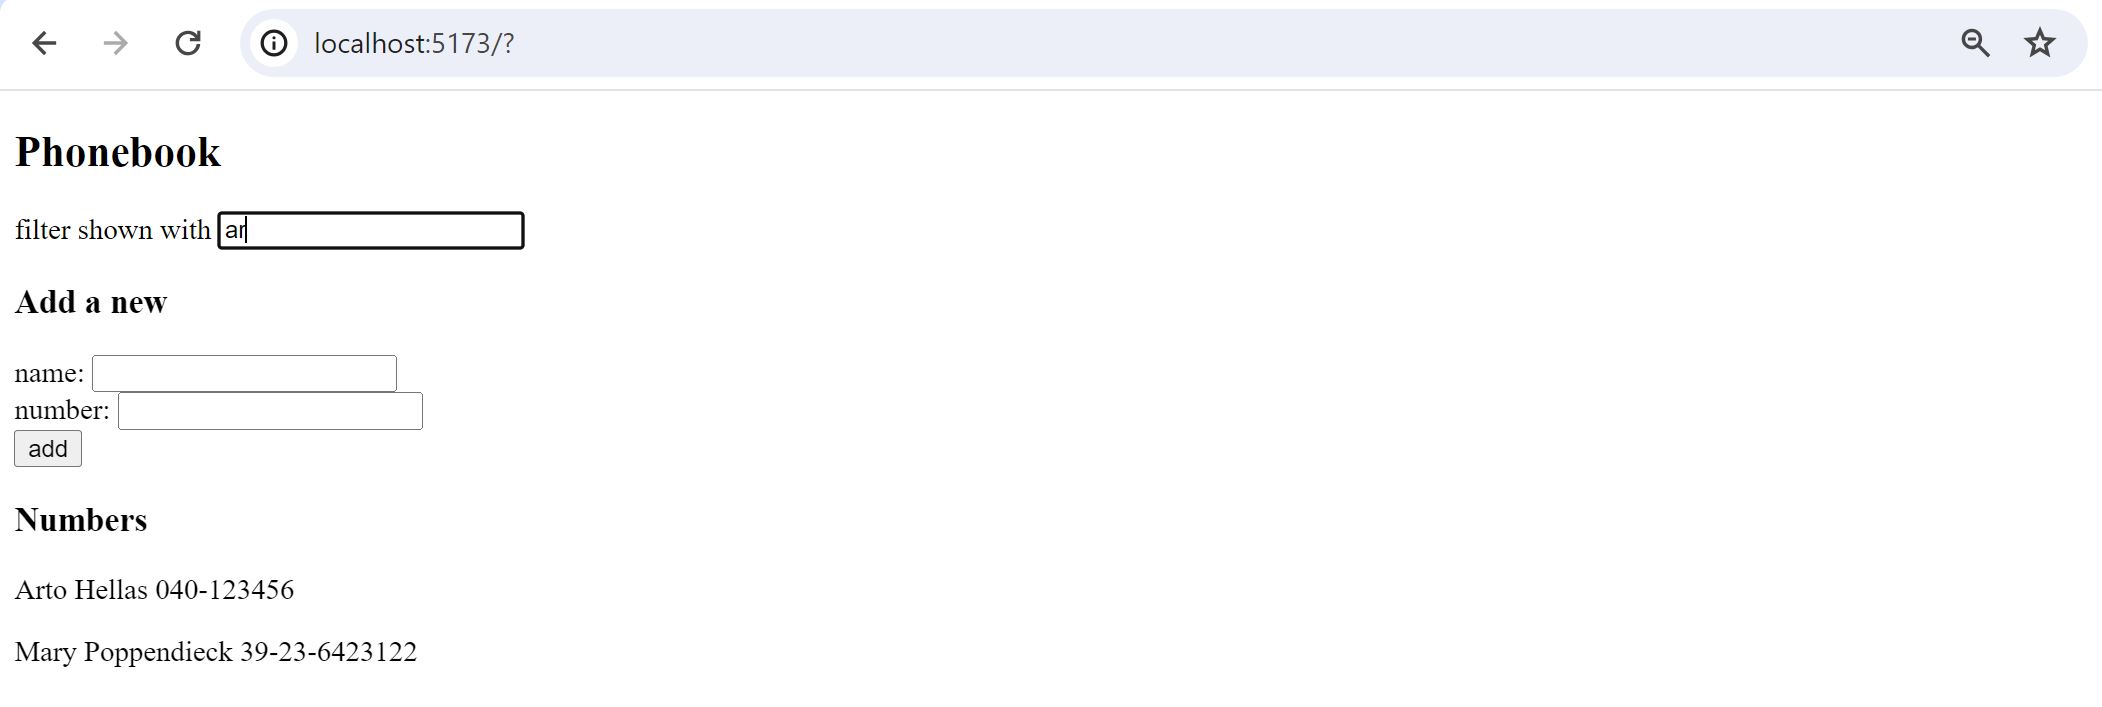 localhost:5173/?
Phonebook
filter shown with ar
Add a new
name:
number:
add
Numbers
Arto Hellas 040-123456
Mary Poppendieck 39-23-6423122